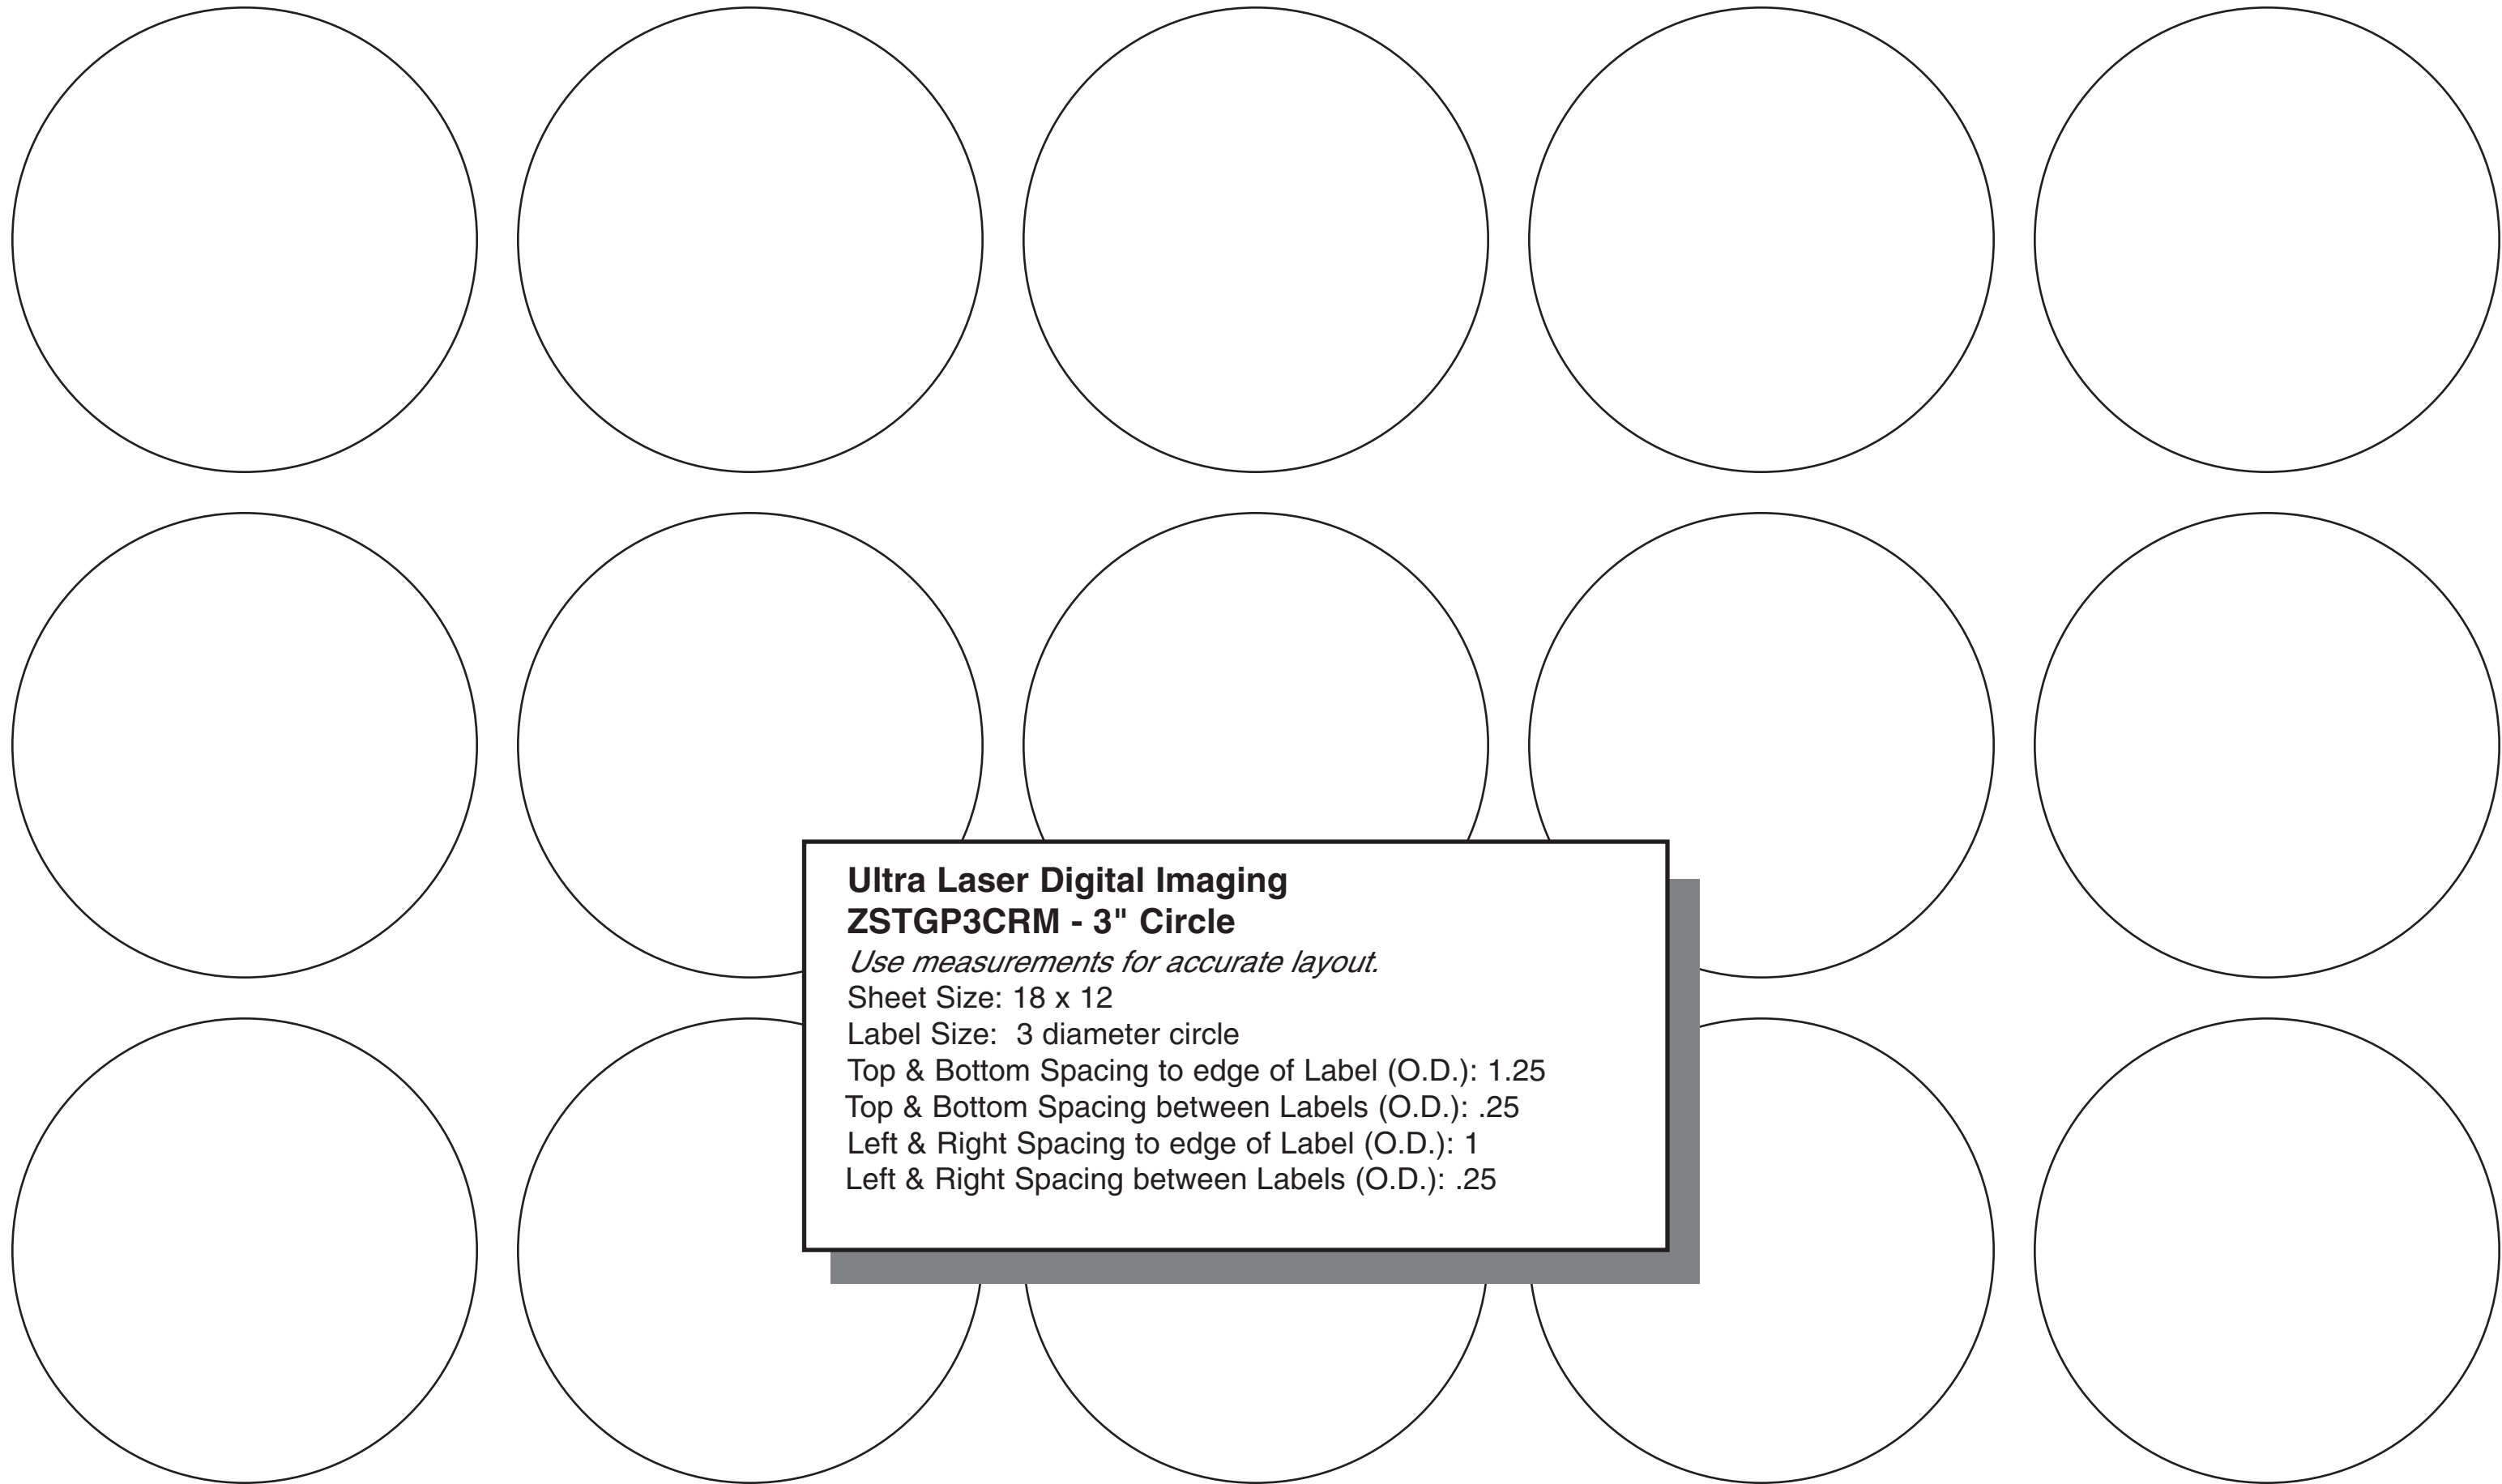 Ultra Laser Digital Imaging
ZSTGP3CRM - 3" Circle
Use measurements for accurate layout.
Sheet Size: 18 x 12
Label Size:  3 diameter circle
Top & Bottom Spacing to edge of Label (O.D.): 1.25
Top & Bottom Spacing between Labels (O.D.): .25
Left & Right Spacing to edge of Label (O.D.): 1
Left & Right Spacing between Labels (O.D.): .25